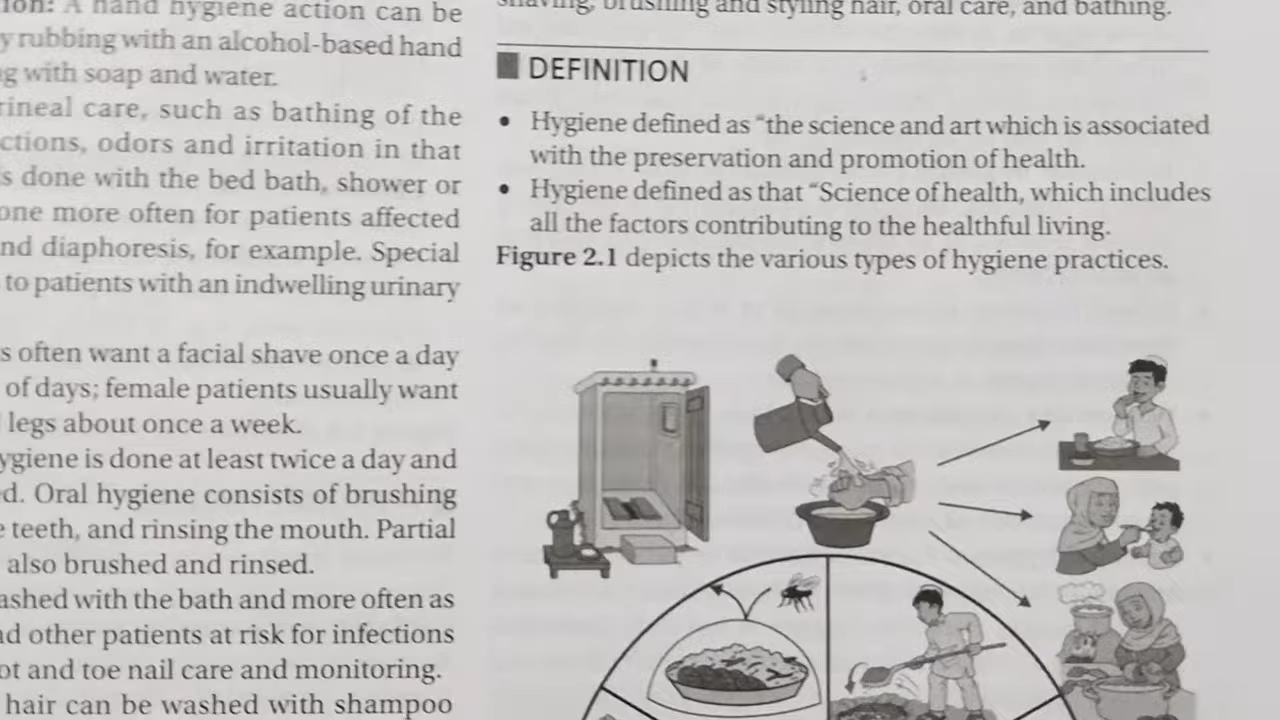 ion: A hand hygiene action can be
y rubbing with an alcohol-based hand
g with soap and water.
rineal care, such as bathing of the
ctions, odors and irritation in that
s done with the bed bath, shower or
one more often for patients affected
nd diaphoresis, for example. Special
to patients with an indwelling urinary
s often want a facial shave once a day
of days; female patients usually want
legs about once a week.
ygiene is done at least twice a day and
d. Oral hygiene consists of brushing
e teeth, and rinsing the mouth. Partial
also brushed and rinsed.
ashed with the bath and more often as
nd other patients at risk for infections
ot and toe nail care and monitoring.
hair can be washed with shampoo
shaving, brushing and styling hair, oral care, and bathing.
DEFINITION
• Hygiene defined as “the science and art which is associated
with the preservation and promotion of health.
• Hygiene defined as that “Science of health, which includes
all the factors contributing to the healthful living.
Figure 2.1 depicts the various types of hygiene practices.